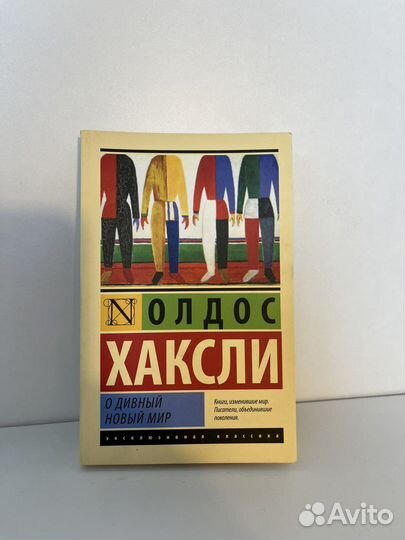 N
ОЛДОС
ХАКСЛИ
О ДИВНЫЙ
НОВЫЙ МИР
Книги, изменившие мир.
Писатели, объединившие
поколения.
эксклюзивная классика
Avito